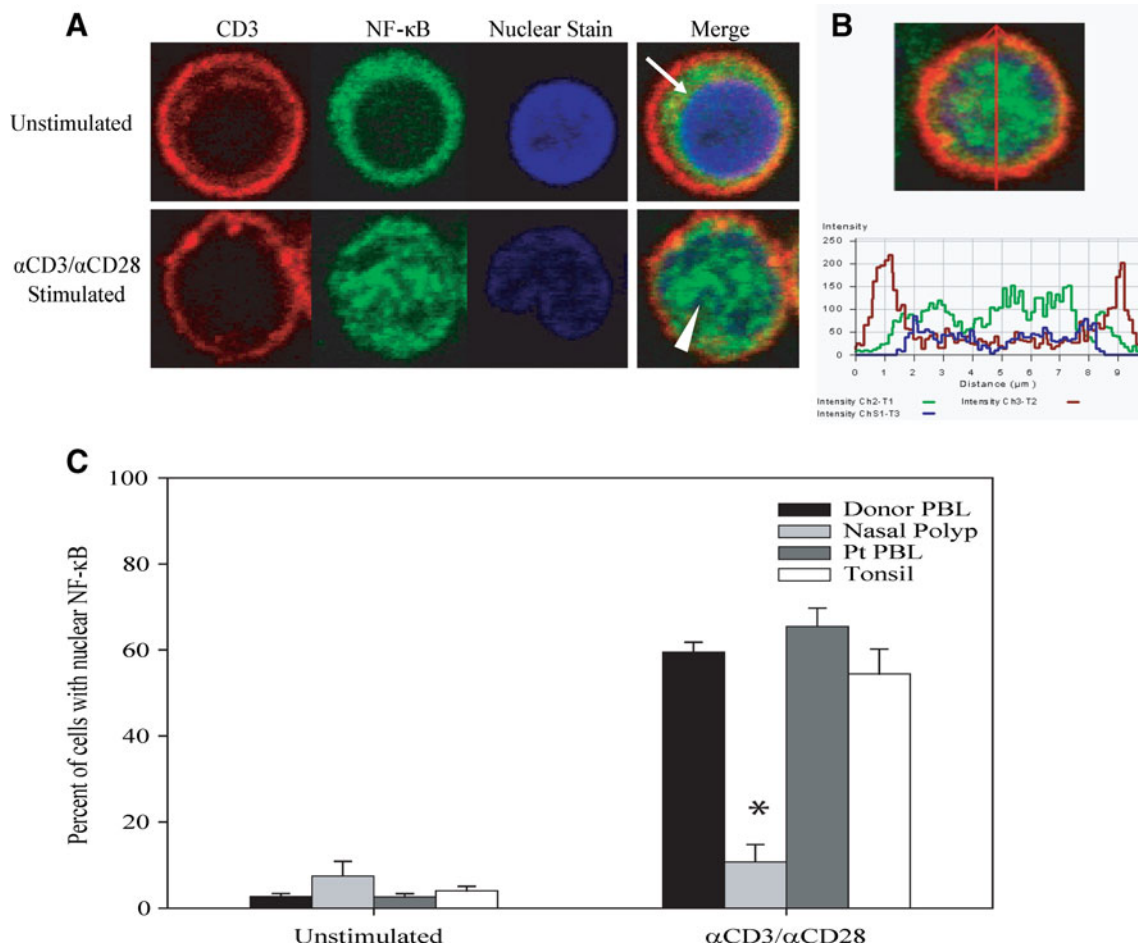 A
CD3 NF-κB Nuclear Stain Merge
Unstimulated
αCD3/αCD28
Stimulated
B
Intensity
250
200
150
100
50
0
0 1 2 3 4 5 6 7 8 9
Distance (μm)
Intensity Ch2-T1 Intensity Ch3-T2
Intensity ChS1-T3
C
Percent of cells with nuclear NF-κB
100
80
60
40
20
0
Donor PBL
Nasal Polyp
Pt PBL
Tonsil
*
Unstimulated αCD3/αCD28